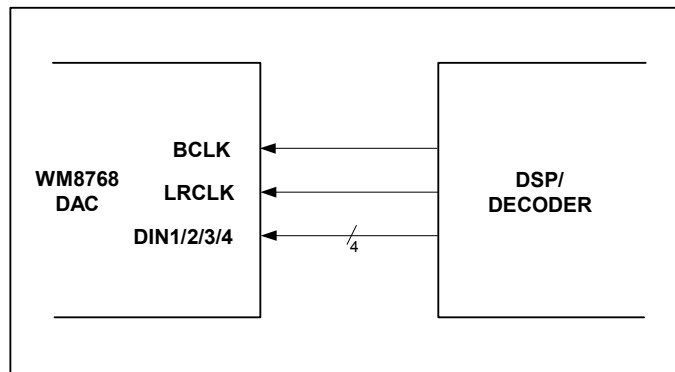 BCLK
WM8768
DAC
LRCLK
DIN1/2/3/4
4
DSP/
DECODER